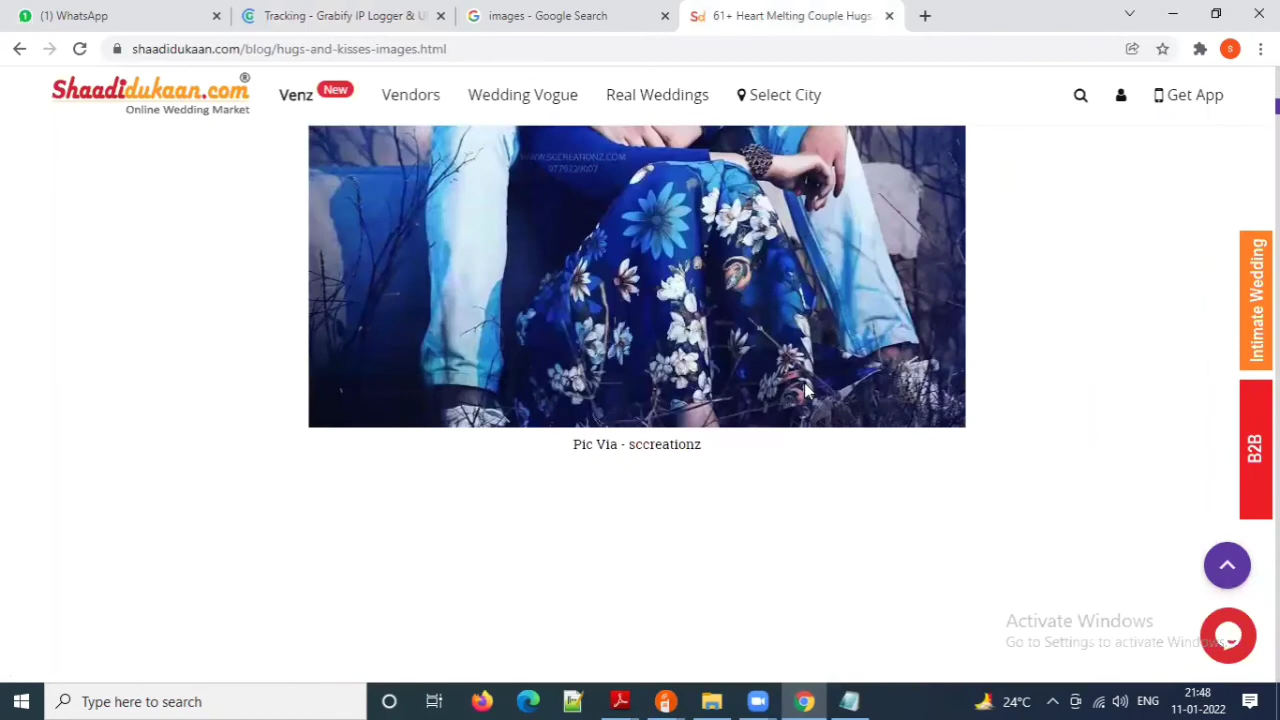 (1) WhatsApp
Tracking - Grabify IP Logger & U
images - Google Search
61+ Heart Melting Couple Hugs
shaadidukaan.com/blog/hugs-and-kisses-images.html
S
Shaadidukaan.com®
Online Wedding Market
Venz New
Vendors
Wedding Vogue
Real Weddings
Select City
Get App
WWW.SCCREATIONZ.COM
Pic Via - sccreationz
Intimate Wedding
B2B
Activate Windows
Go to Settings to activate Windows.
Type here to search
24°C
ENG
21:48
11-01-2022